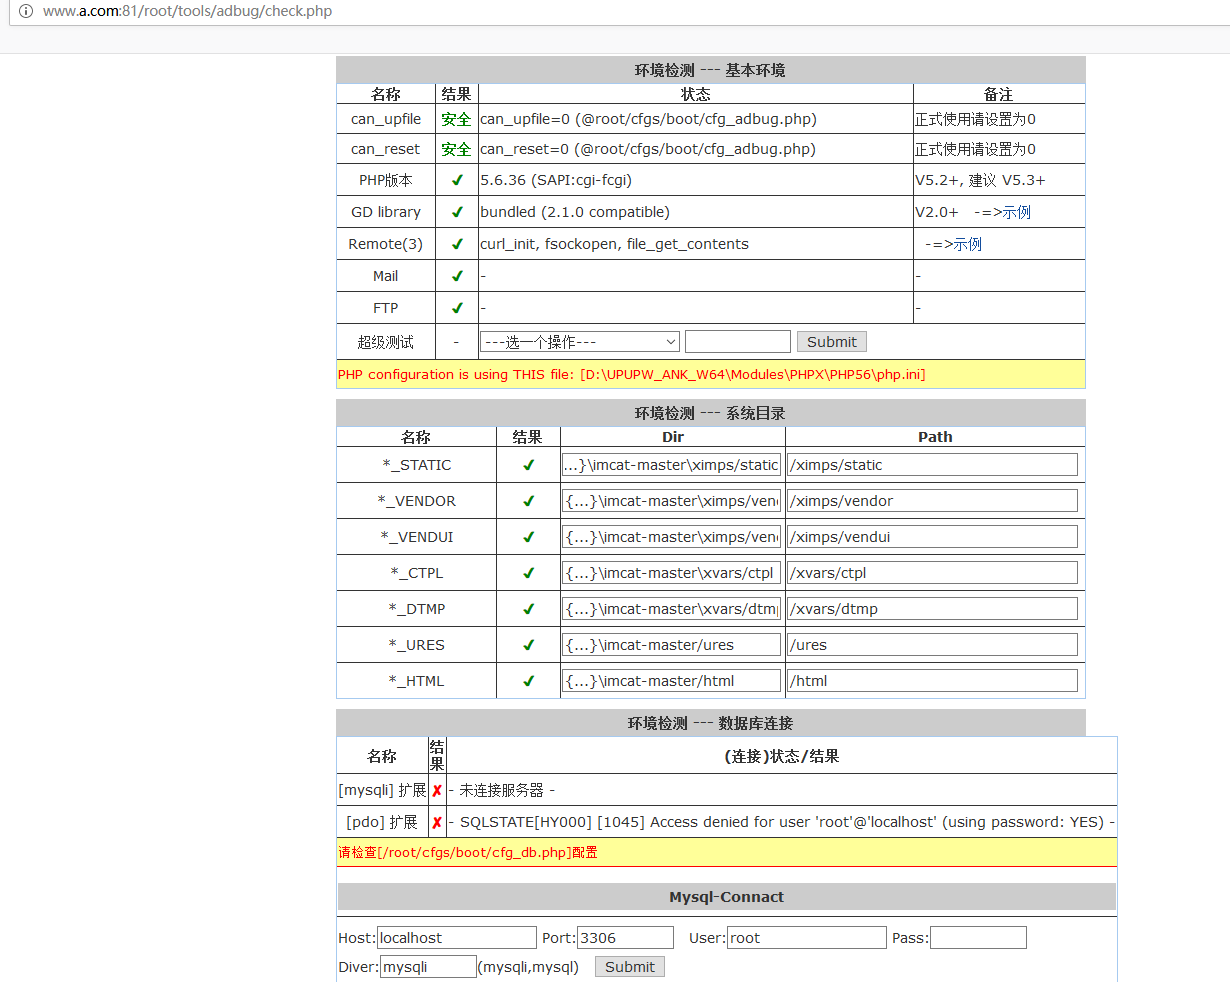 www.a.com:81/root/tools/adbug/check.php
环境检测 --- 基本环境
名称 结果 状态 备注
can_upfile 安全 can_upfile=0 (@root/cfgs/boot/cfg_adbug.php) 正式使用请设置为0
can_reset 安全 can_reset=0 (@root/cfgs/boot/cfg_adbug.php) 正式使用请设置为0
PHP版本 ✔ 5.6.36 (SAPI:cgi-fcgi) V5.2+, 建议 V5.3+
GD library ✔ bundled (2.1.0 compatible) V2.0+ -=>示例
Remote(3) ✔ curl_init, fsockopen, file_get_contents -=>示例
Mail ✔ - -
FTP ✔ - -
超级测试 - ---选一个操作--- Submit
PHP configuration is using THIS file: [D:\UPUPW_ANK_W64\Modules\PHPX\PHP56\php.ini]
环境检测 --- 系统目录
名称 结果 Dir Path
*_STATIC ✔ ...}\imcat-master\ximps/static /ximps/static
*_VENDOR ✔ {...}\imcat-master\ximps/ven /ximps/vendor
*_VENDUI ✔ {...}\imcat-master\ximps/ven /ximps/vendui
*_CTPL ✔ {...}\imcat-master\xvars/ctpl /xvars/ctpl
*_DTMP ✔ {...}\imcat-master\xvars/dtm /xvars/dtmp
*_URES ✔ {...}\imcat-master/ures /ures
*_HTML ✔ {...}\imcat-master/html /html
环境检测 --- 数据库连接
名称 结果 (连接)状态/结果
[mysqli] 扩展 ✘ - 未连接服务器 -
[pdo] 扩展 ✘ - SQLSTATE[HY000] [1045] Access denied for user 'root'@'localhost' (using password: YES) -
请检查[/root/cfgs/boot/cfg_db.php]配置
Mysql-Connact
Host: localhost Port: 3306 User: root Pass:
Diver: mysqli (mysqli,mysql) Submit